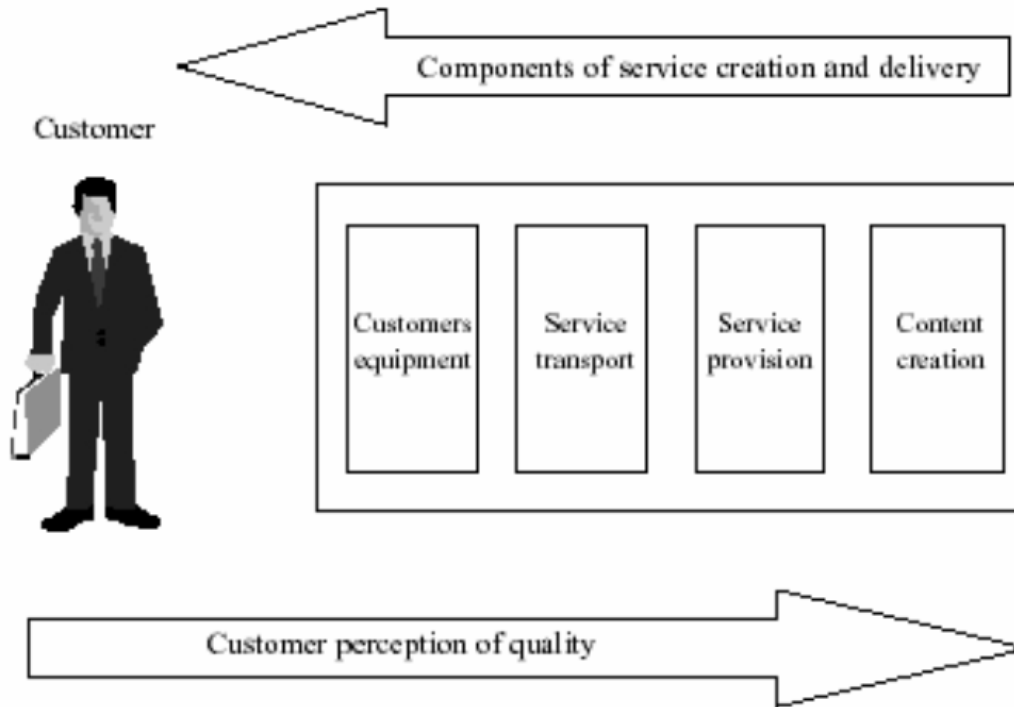 Components of service creation and delivery
Customer
Customers
equipment
Service
transport
Service
provision
Content
creation
Customer perception of quality